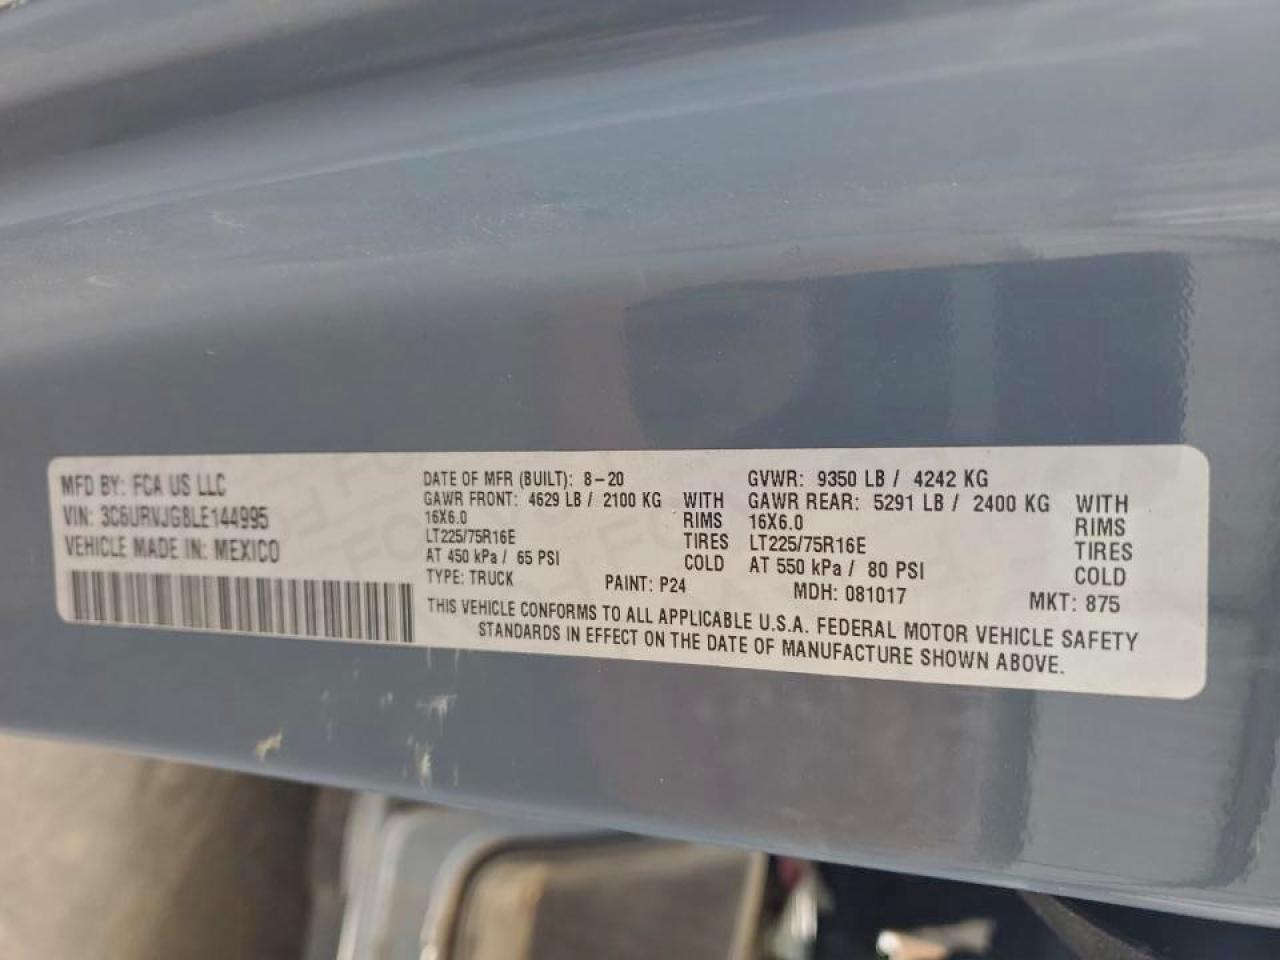 MFD BY: FCA US LLC
VIN: 3C6URVJG8LE144995
VEHICLE MADE IN: MEXICO
DATE OF MFR (BUILT): 8-20
GAWR FRONT: 4629 LB / 2100 KG WITH
16X6.0 RIMS
LT225/75R16E TIRES
AT 450 kPa / 65 PSI COLD
TYPE: TRUCK PAINT: P24
GVWR: 9350 LB / 4242 KG
GAWR REAR: 5291 LB / 2400 KG WITH
16X6.0 RIMS
LT225/75R16E TIRES
AT 550 kPa / 80 PSI COLD
MDH: 081017 MKT: 875
THIS VEHICLE CONFORMS TO ALL APPLICABLE U.S.A. FEDERAL MOTOR VEHICLE SAFETY
STANDARDS IN EFFECT ON THE DATE OF MANUFACTURE SHOWN ABOVE.